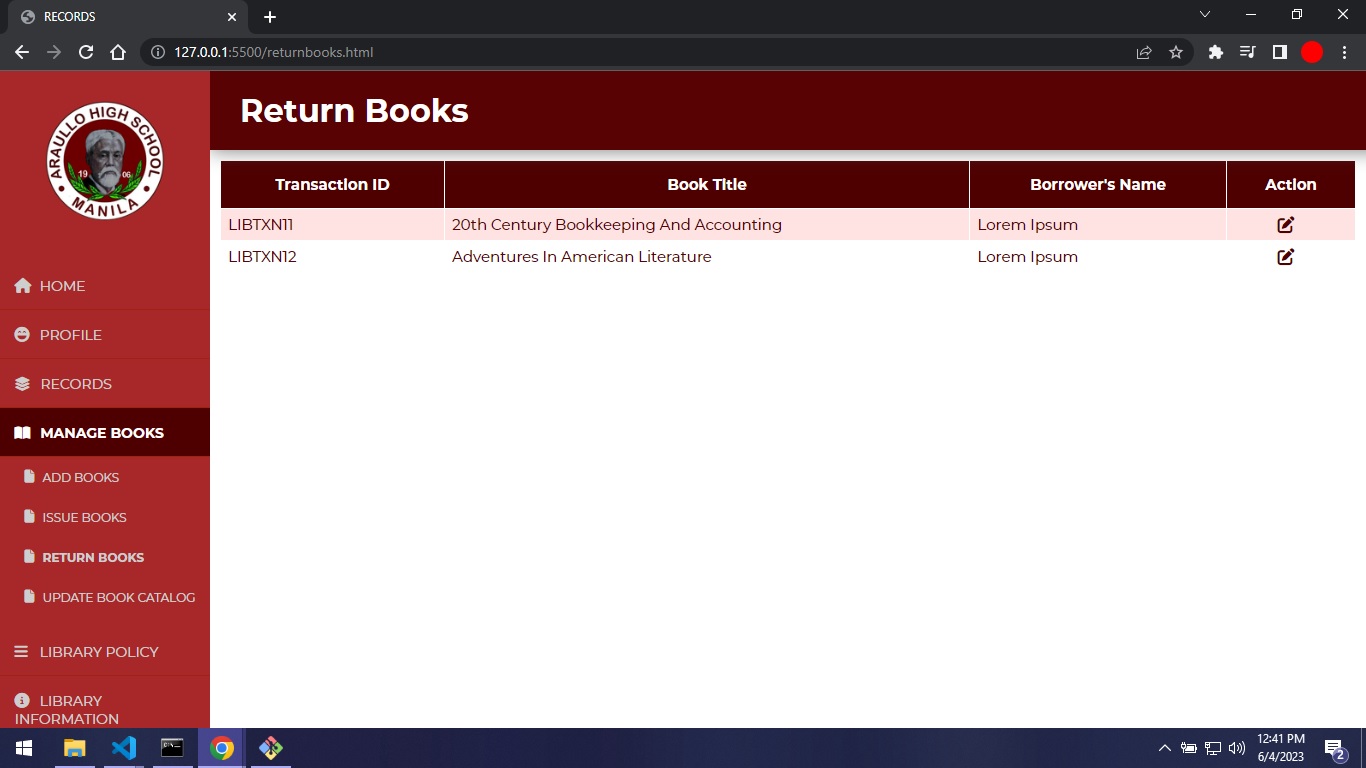 RECORDS
127.0.0.1:5500/returnbooks.html
ARAULLO HIGH SCHOOL
19 06
MANILA
Return Books
Transaction ID Book Title Borrower's Name Action
LIBTXN11 20th Century Bookkeeping And Accounting Lorem Ipsum
LIBTXN12 Adventures In American Literature Lorem Ipsum
HOME
PROFILE
RECORDS
MANAGE BOOKS
ADD BOOKS
ISSUE BOOKS
RETURN BOOKS
UPDATE BOOK CATALOG
LIBRARY POLICY
LIBRARY
INFORMATION
12:41 PM
6/4/2023
2